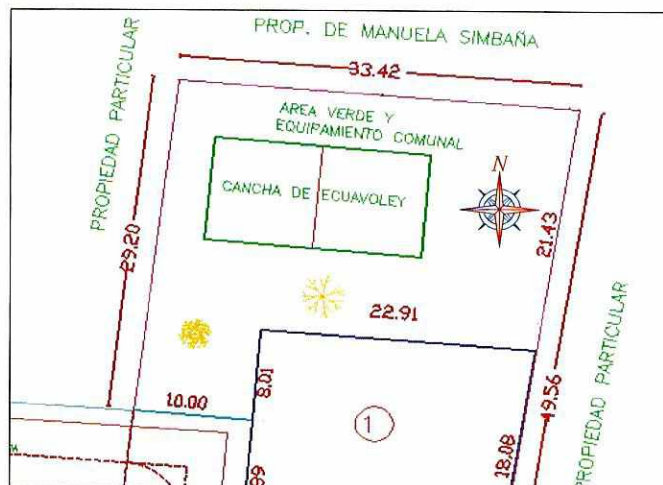 PROP. DE MANUELA SIMBAÑA
33.42
PROPIEDAD PARTICULAR
AREA VERDE Y
EQUIPAMIENTO COMUNAL
N
CANCHA DE ECUAVOLEY
29.20
21.43
22.91
PROPIEDAD PARTICULAR
8.01
49.56
10.00
1
18.08